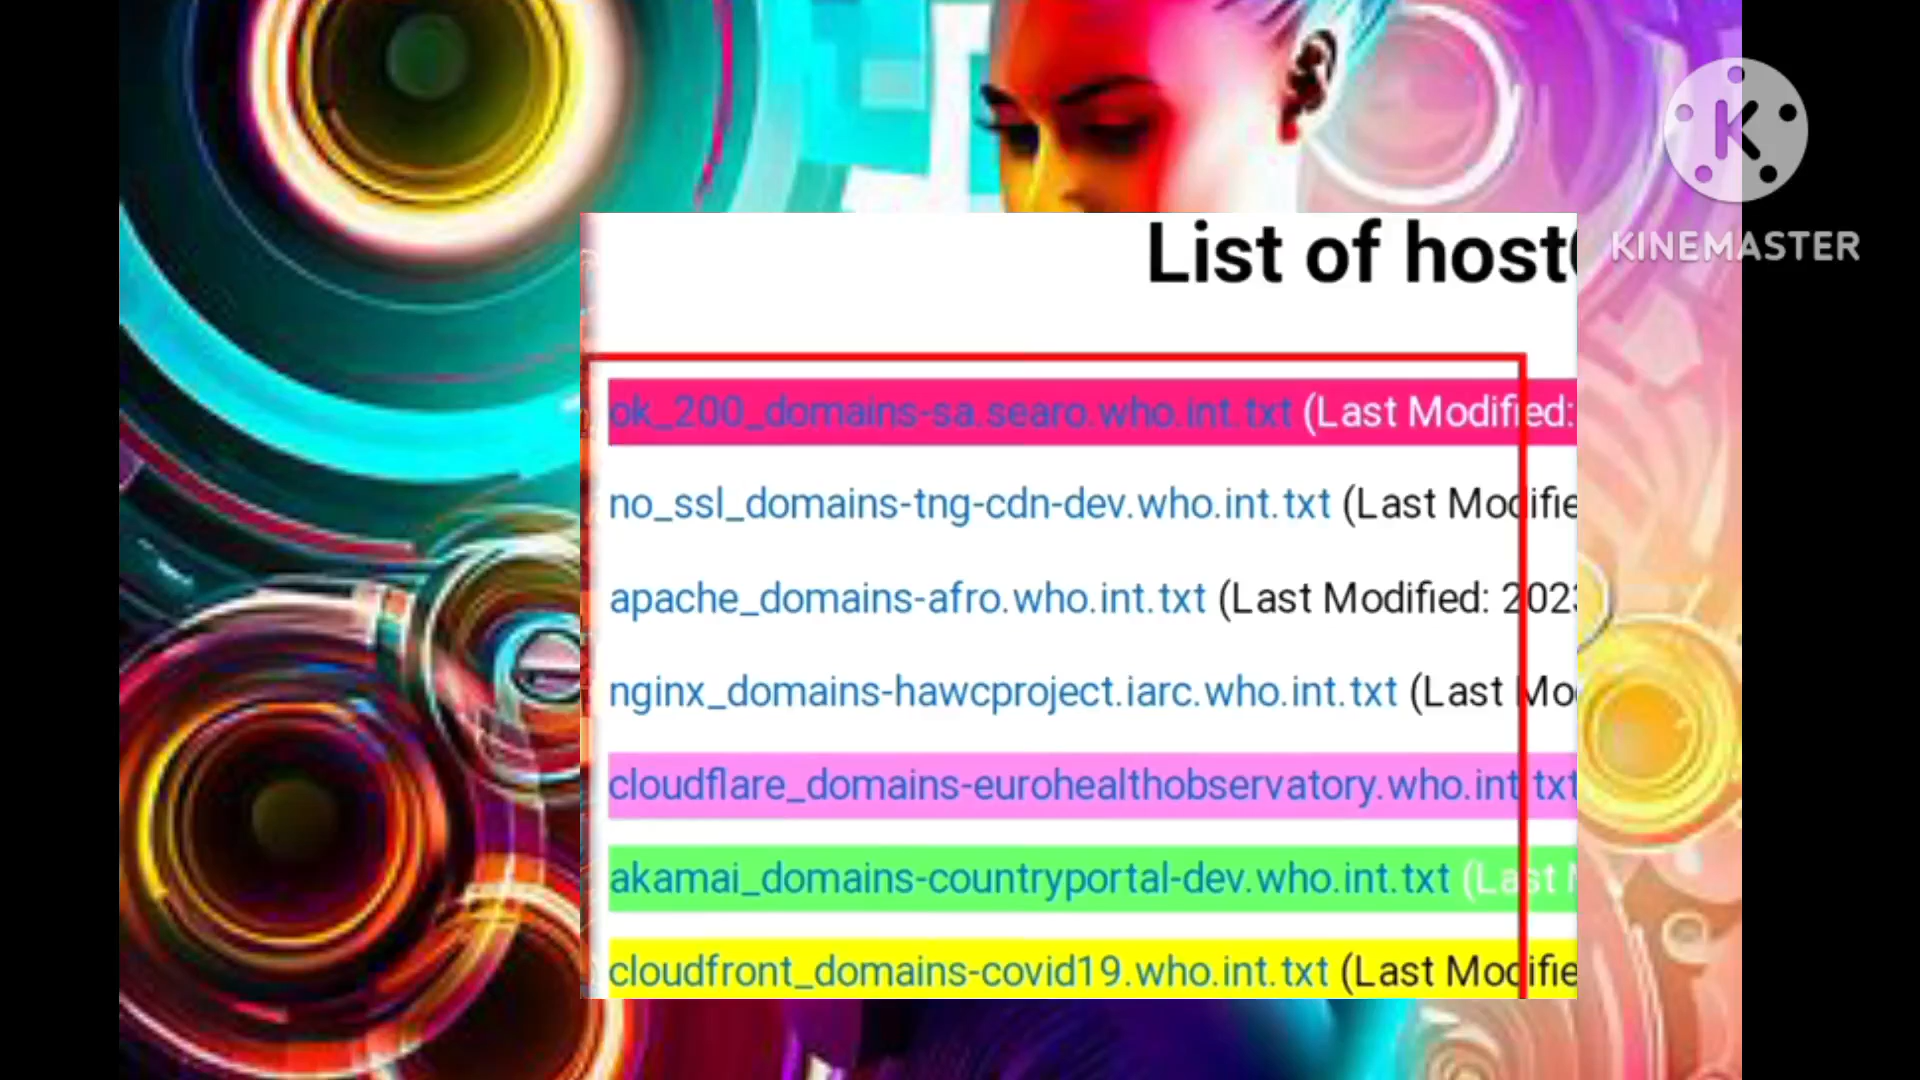 List of host
KINEMASTER
ok_200_domains-sa.searo.who.int.txt (Last Modified:
no_ssl_domains-tng-cdn-dev.who.int.txt (Last Modifie
apache_domains-afro.who.int.txt (Last Modified: 2023
nginx_domains-hawcproject.iarc.who.int.txt (Last Mo
cloudflare_domains-eurohealthobservatory.who.int.txt
akamai_domains-countryportal-dev.who.int.txt (Last M
cloudfront_domains-covid19.who.int.txt (Last Modifie